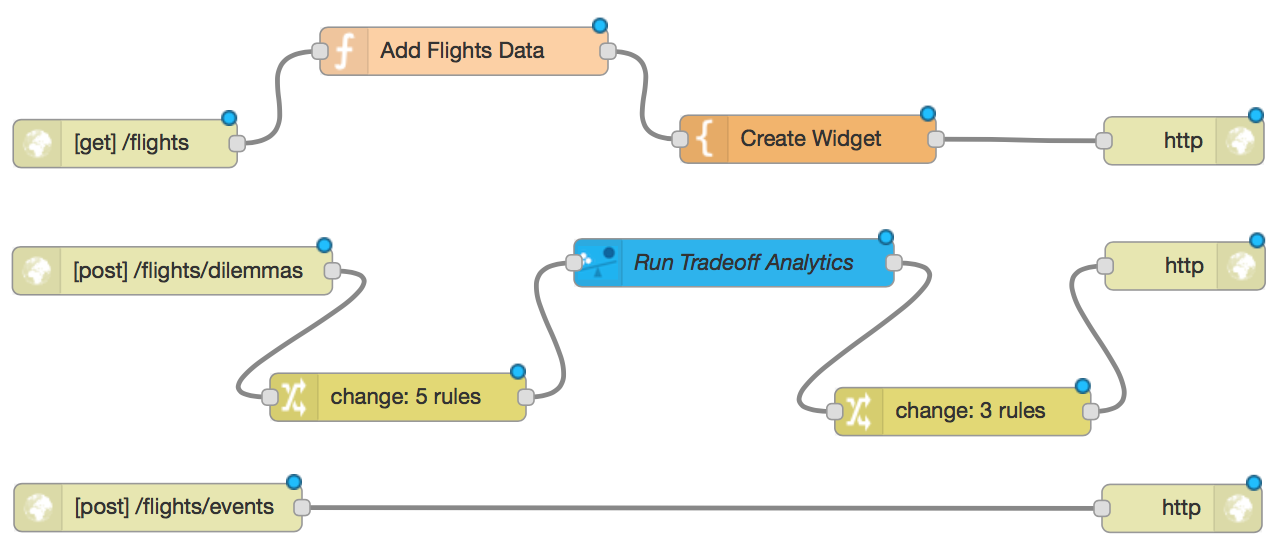 Add Flights Data
[get] /flights
Create Widget
http
[post] /flights/dilemmas
Run Tradeoff Analytics
http
change: 5 rules
change: 3 rules
[post] /flights/events
http